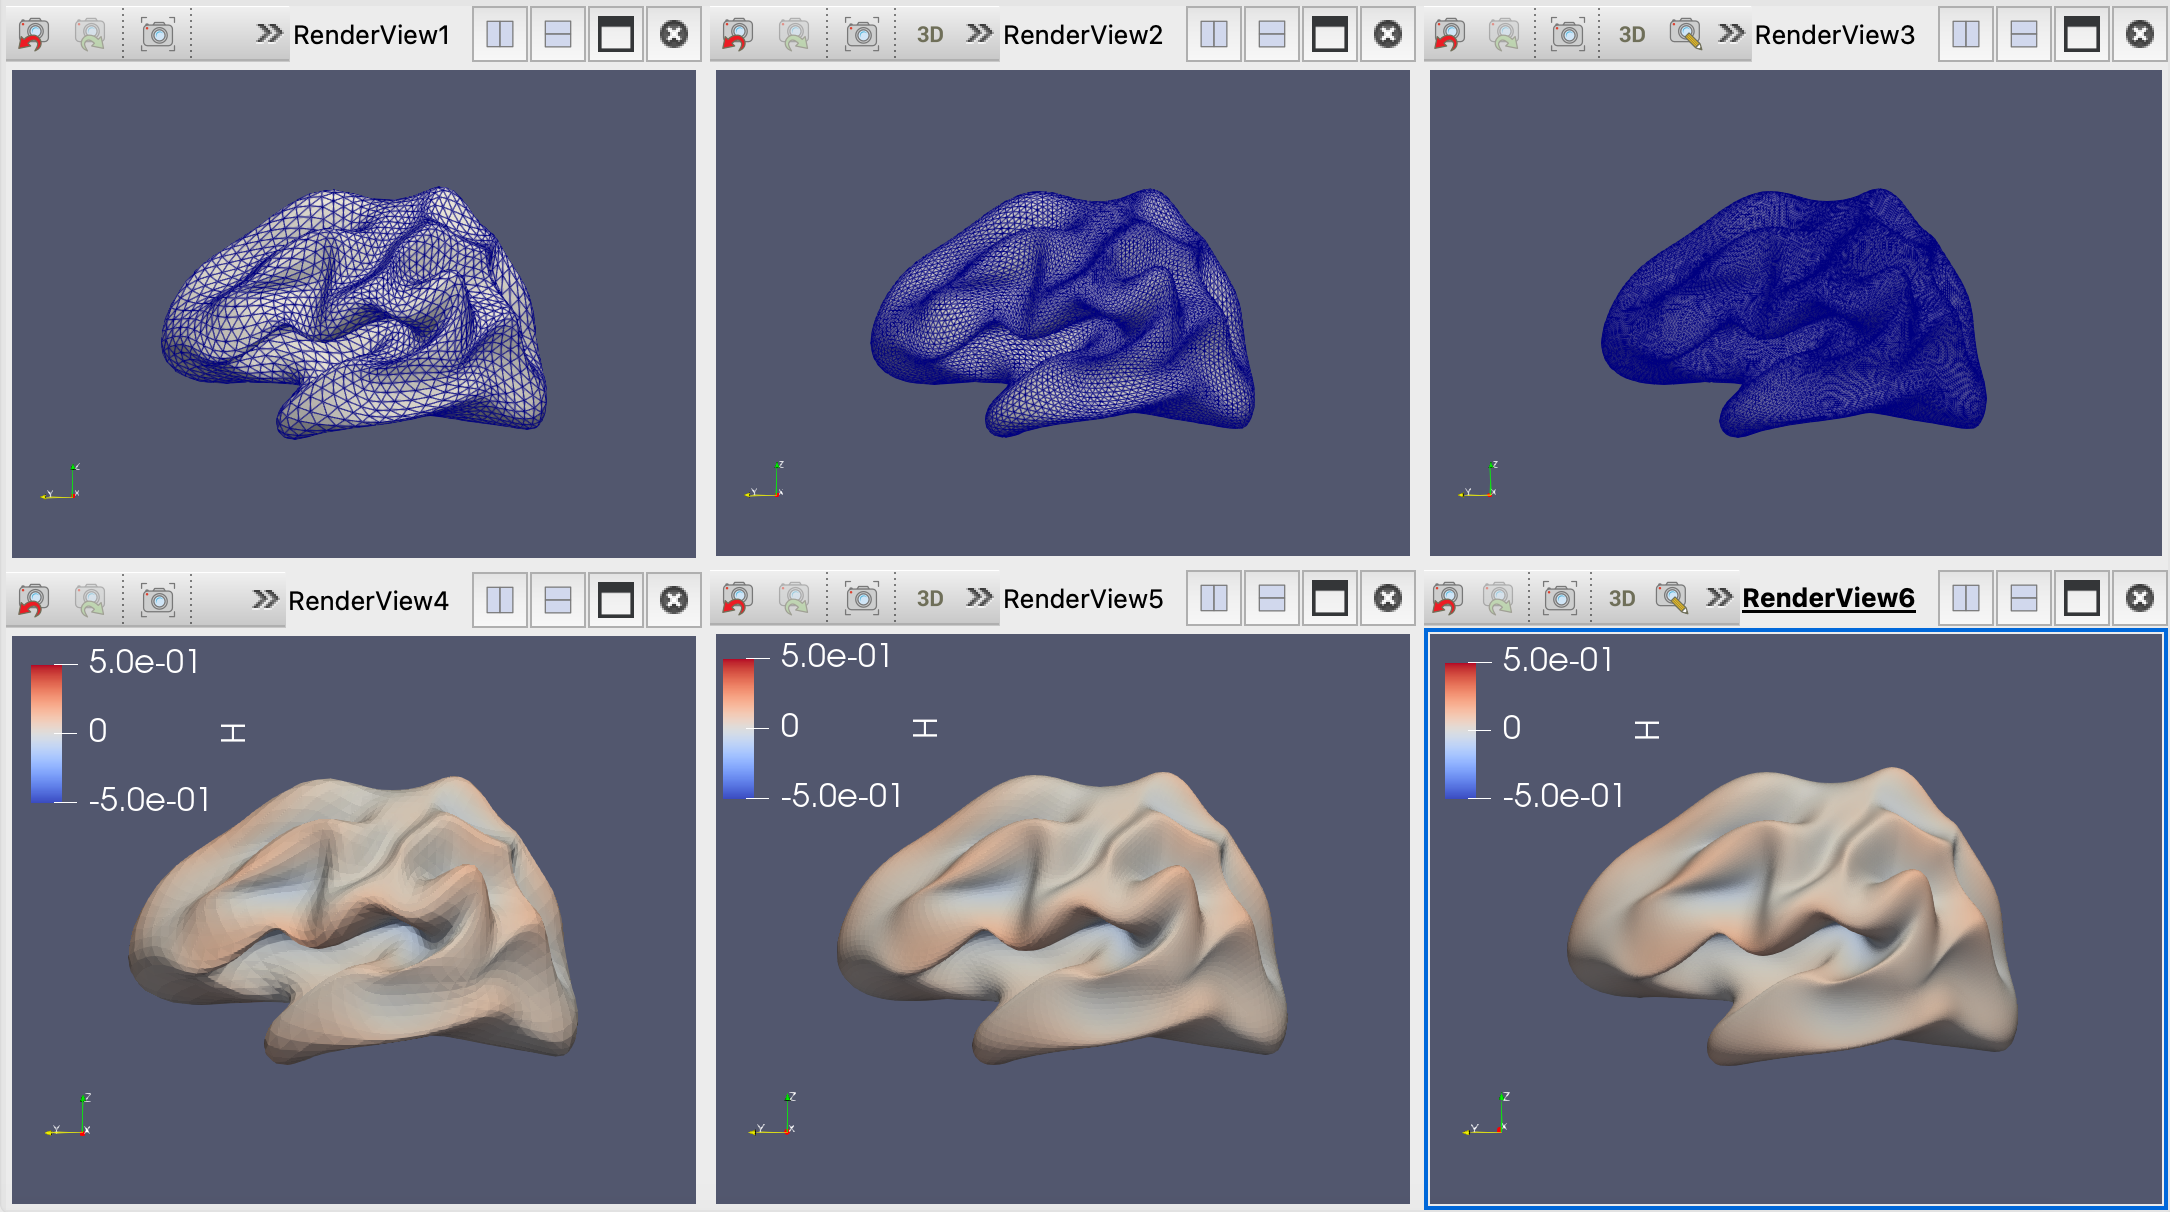 RenderView1
3D RenderView2
3D RenderView3
Z
Y X
Z
Y X
Z
Y X
RenderView4
3D RenderView5
3D RenderView6
5.0e-01
0
-5.0e-01
H
Z
Y X
5.0e-01
0
-5.0e-01
H
Z
Y X
5.0e-01
0
-5.0e-01
H
Z
Y X